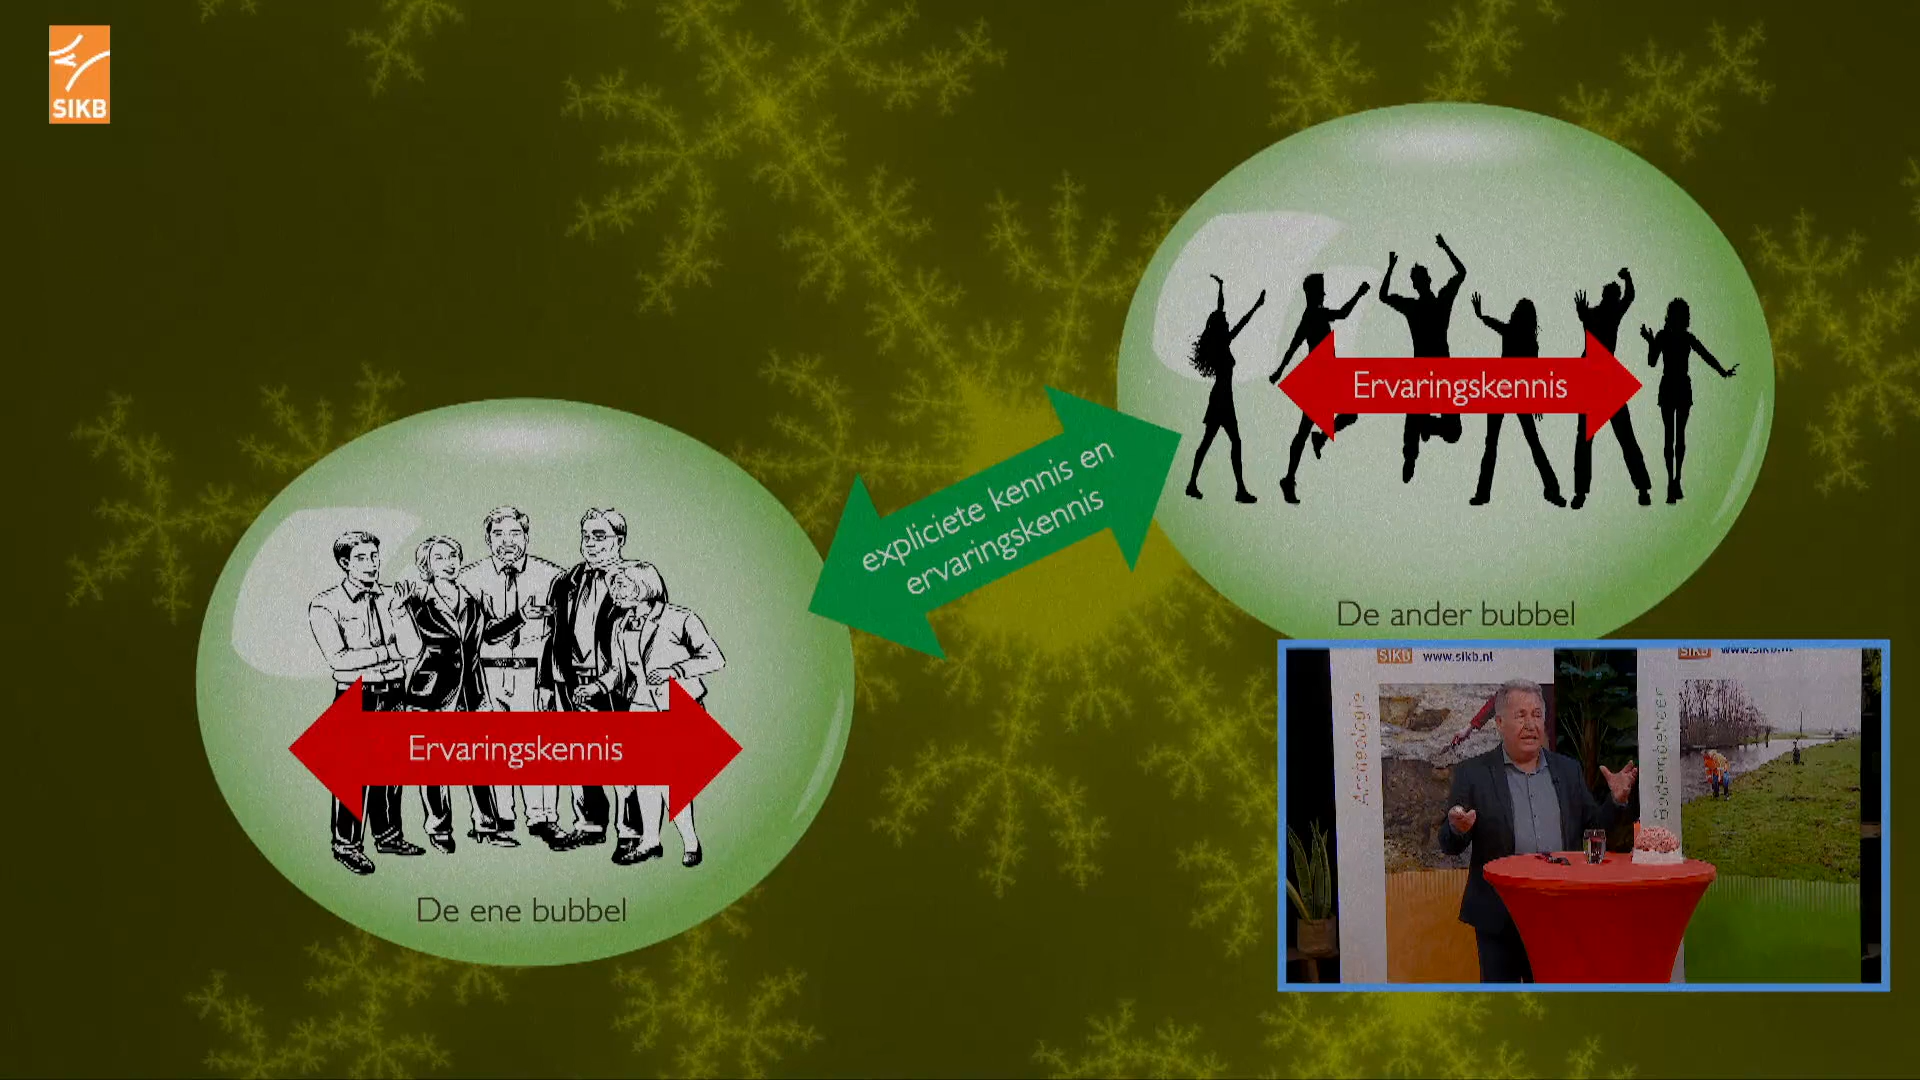 SIKB
Ervaringskennis
expliciete kennis en
ervaringskennis
De ander bubbel
Ervaringskennis
De ene bubbel
SIKB www.sikb.nl
SIKB www.sikb.nl
Archeologie
Bodembeheer